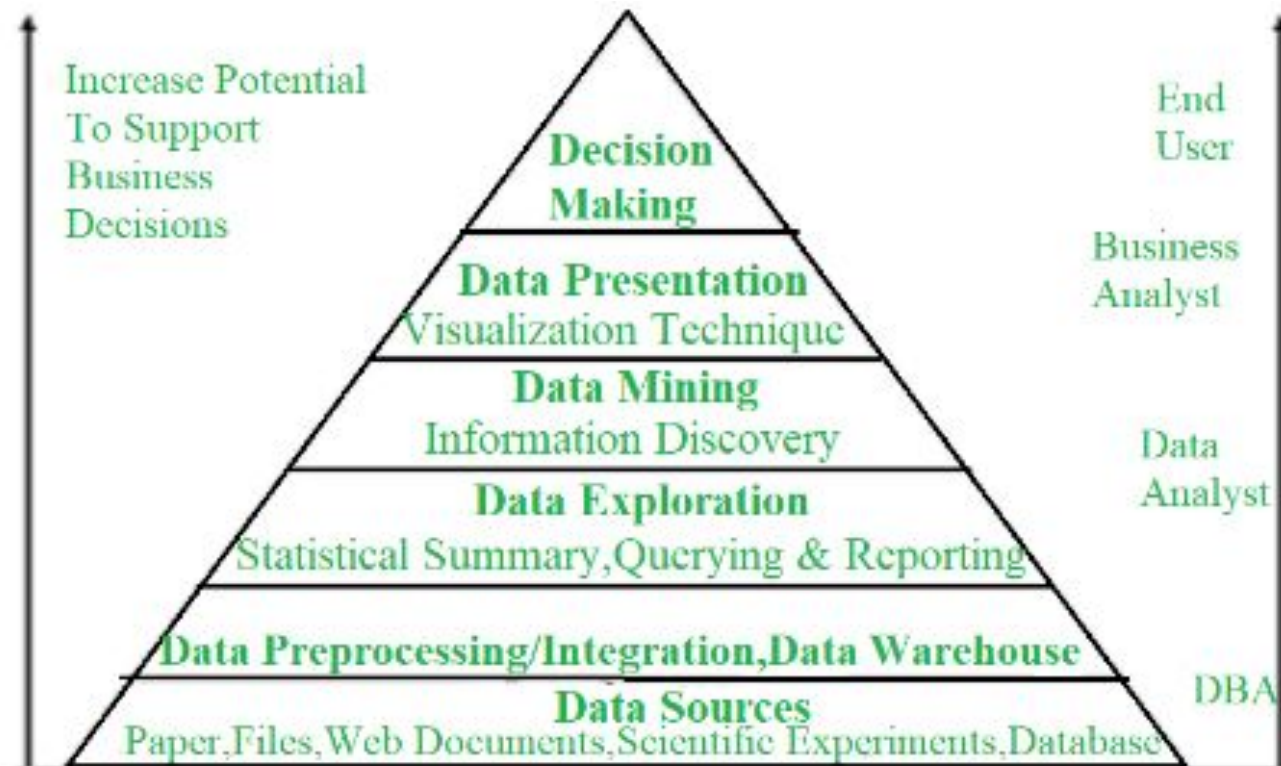 Increase Potential
To Support
Business
Decisions
Decision
Making
Data Presentation
Visualization Technique
Data Mining
Information Discovery
Data Exploration
Statistical Summary,Querying & Reporting
Data Preprocessing/Integration,Data Warehouse
Data Sources
Paper,Files,Web Documents,Scientific Experiments,Database
End
User
Business
Analyst
Data
Analyst
DBA